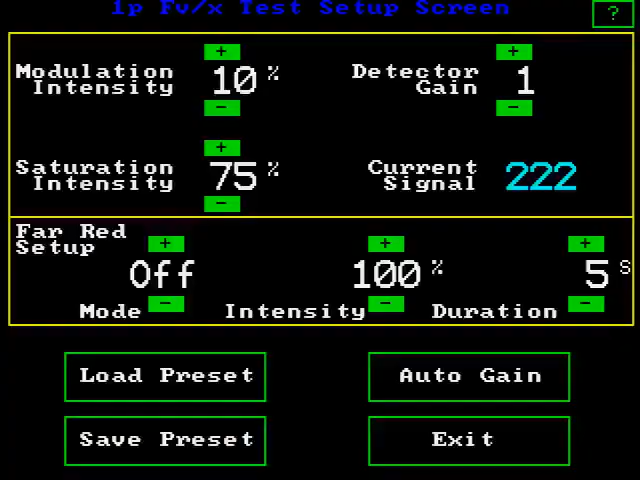 1p Fv/x Test Setup Screen
?
+ +
Modulation 10 % Detector 1
Intensity Gain
- -
+
Saturation 75 % Current 222
Intensity Signal
-
Far Red
Setup + + +
Off 100 % 5 S
Mode - Intensity - Duration -
Load Preset Auto Gain
Save Preset Exit